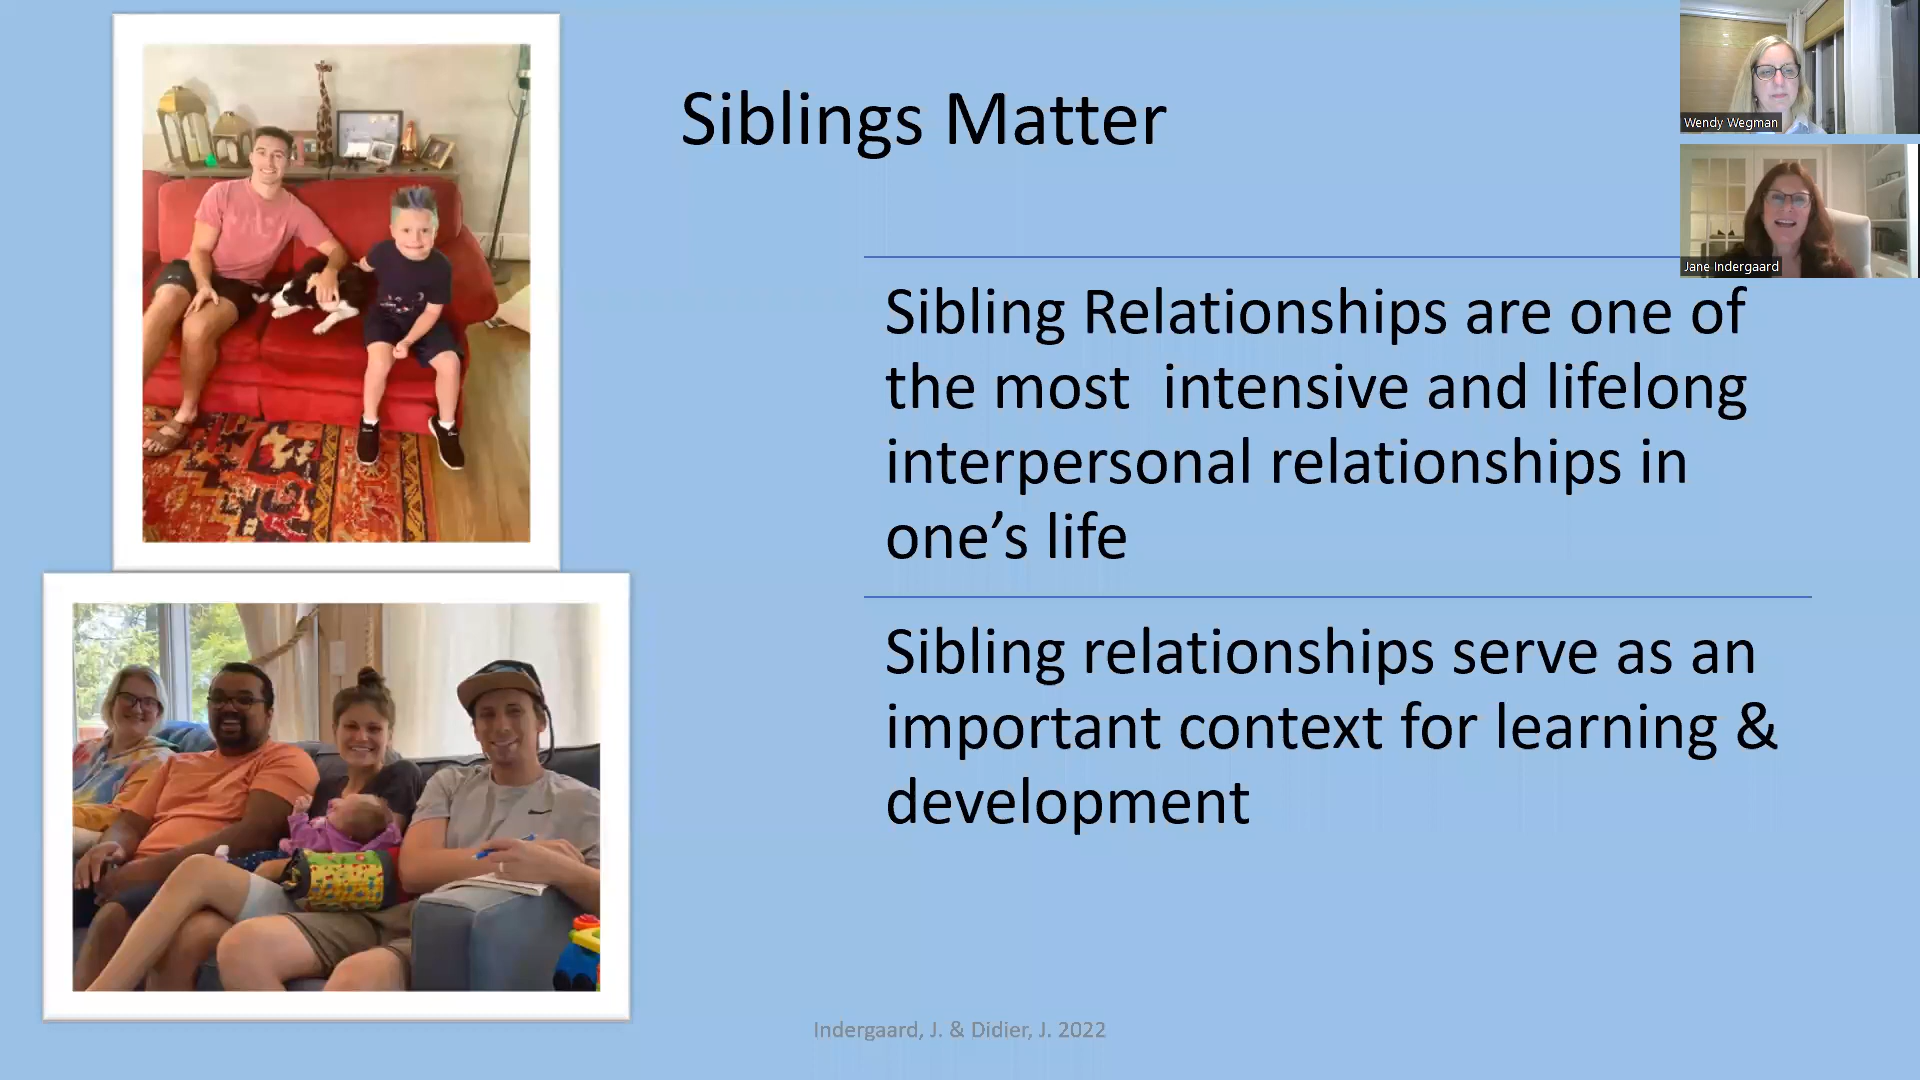 Siblings Matter
Wendy Wegman
Jane Indergaard
Sibling Relationships are one of
the most  intensive and lifelong
interpersonal relationships in
one’s life
Sibling relationships serve as an
important context for learning &
development
Indergaard, J. & Didier, J. 2022